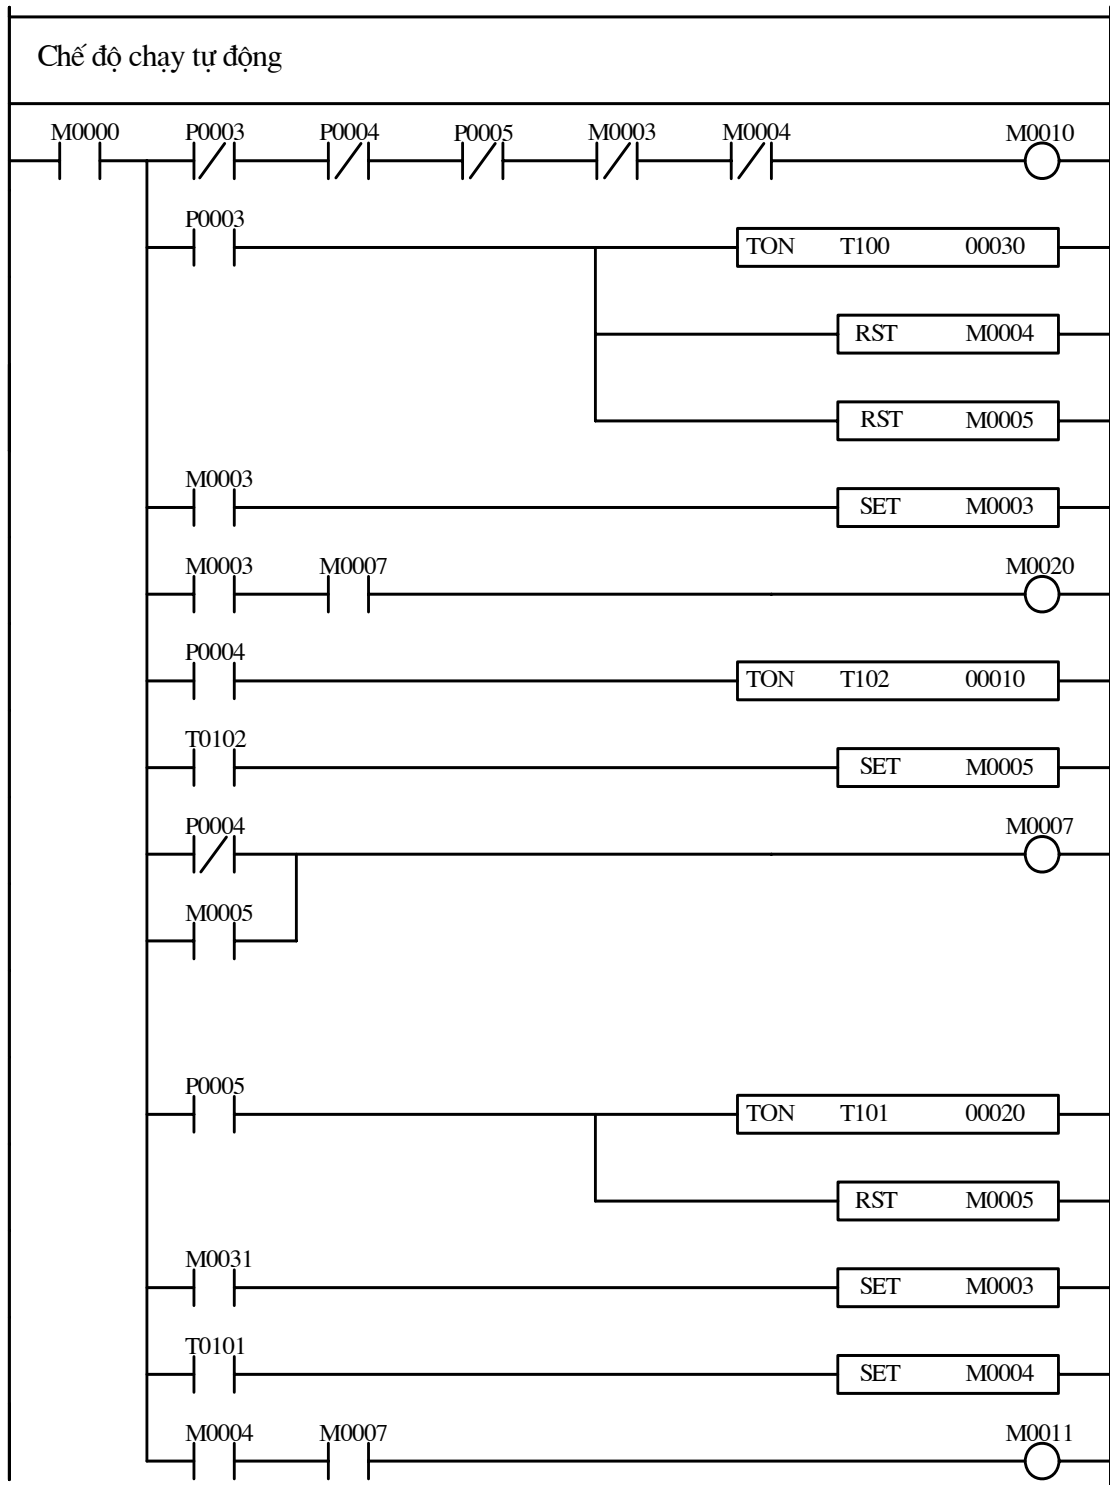 Chế độ chạy tự động
M0000 P0003 P0004 P0005 M0003 M0004 M0010
P0003
TON T100 00030
RST M0004
RST M0005
M0003
SET M0003
M0003 M0007 M0020
P0004
TON T102 00010
T0102
SET M0005
P0004 M0007
M0005
P0005
TON T101 00020
RST M0005
M0031
SET M0003
T0101
SET M0004
M0004 M0007 M0011